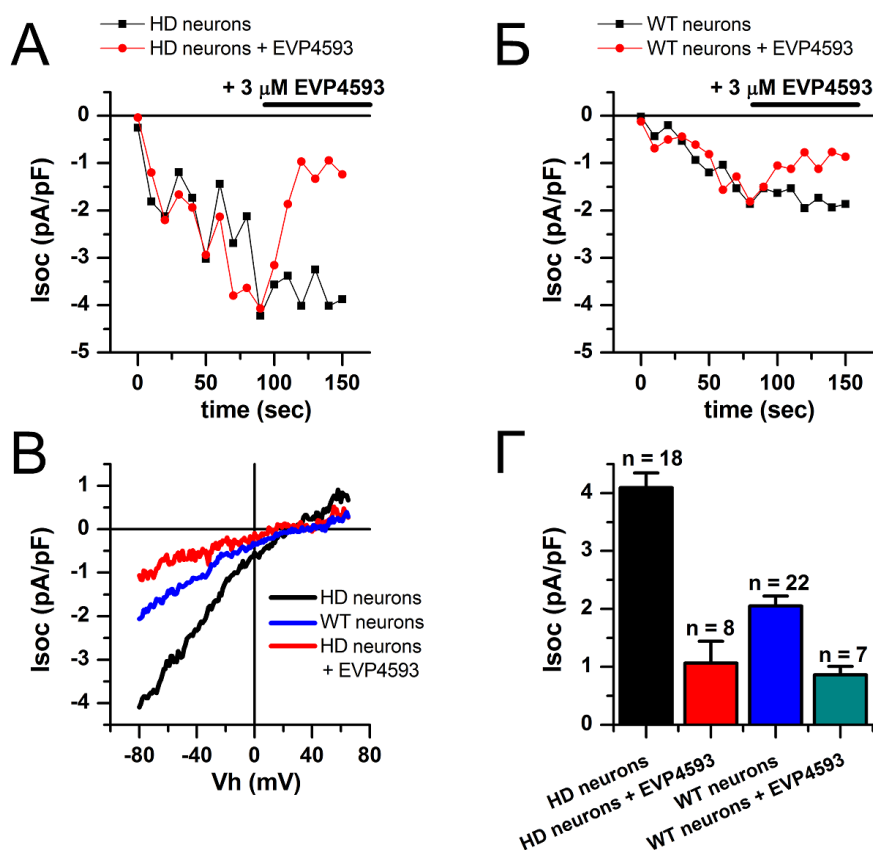 А
HD neurons
HD neurons + EVP4593
+ 3 μM EVP4593
0
-1
-2
-3
-4
-5
Isoc (pA/pF)
0
50
100
150
time (sec)
Б
WT neurons
WT neurons + EVP4593
+ 3 μM EVP4593
0
-1
-2
-3
-4
-5
Isoc (pA/pF)
0
50
100
150
time (sec)
В
1
0
-1
-2
-3
-4
Isoc (pA/pF)
HD neurons
WT neurons
HD neurons
+ EVP4593
-80
-40
0
40
80
Vh (mV)
Г
n = 18
n = 8
n = 22
n = 7
4
3
2
1
0
Isoc (pA/pF)
HD neurons
HD neurons + EVP4593
WT neurons
WT neurons + EVP4593